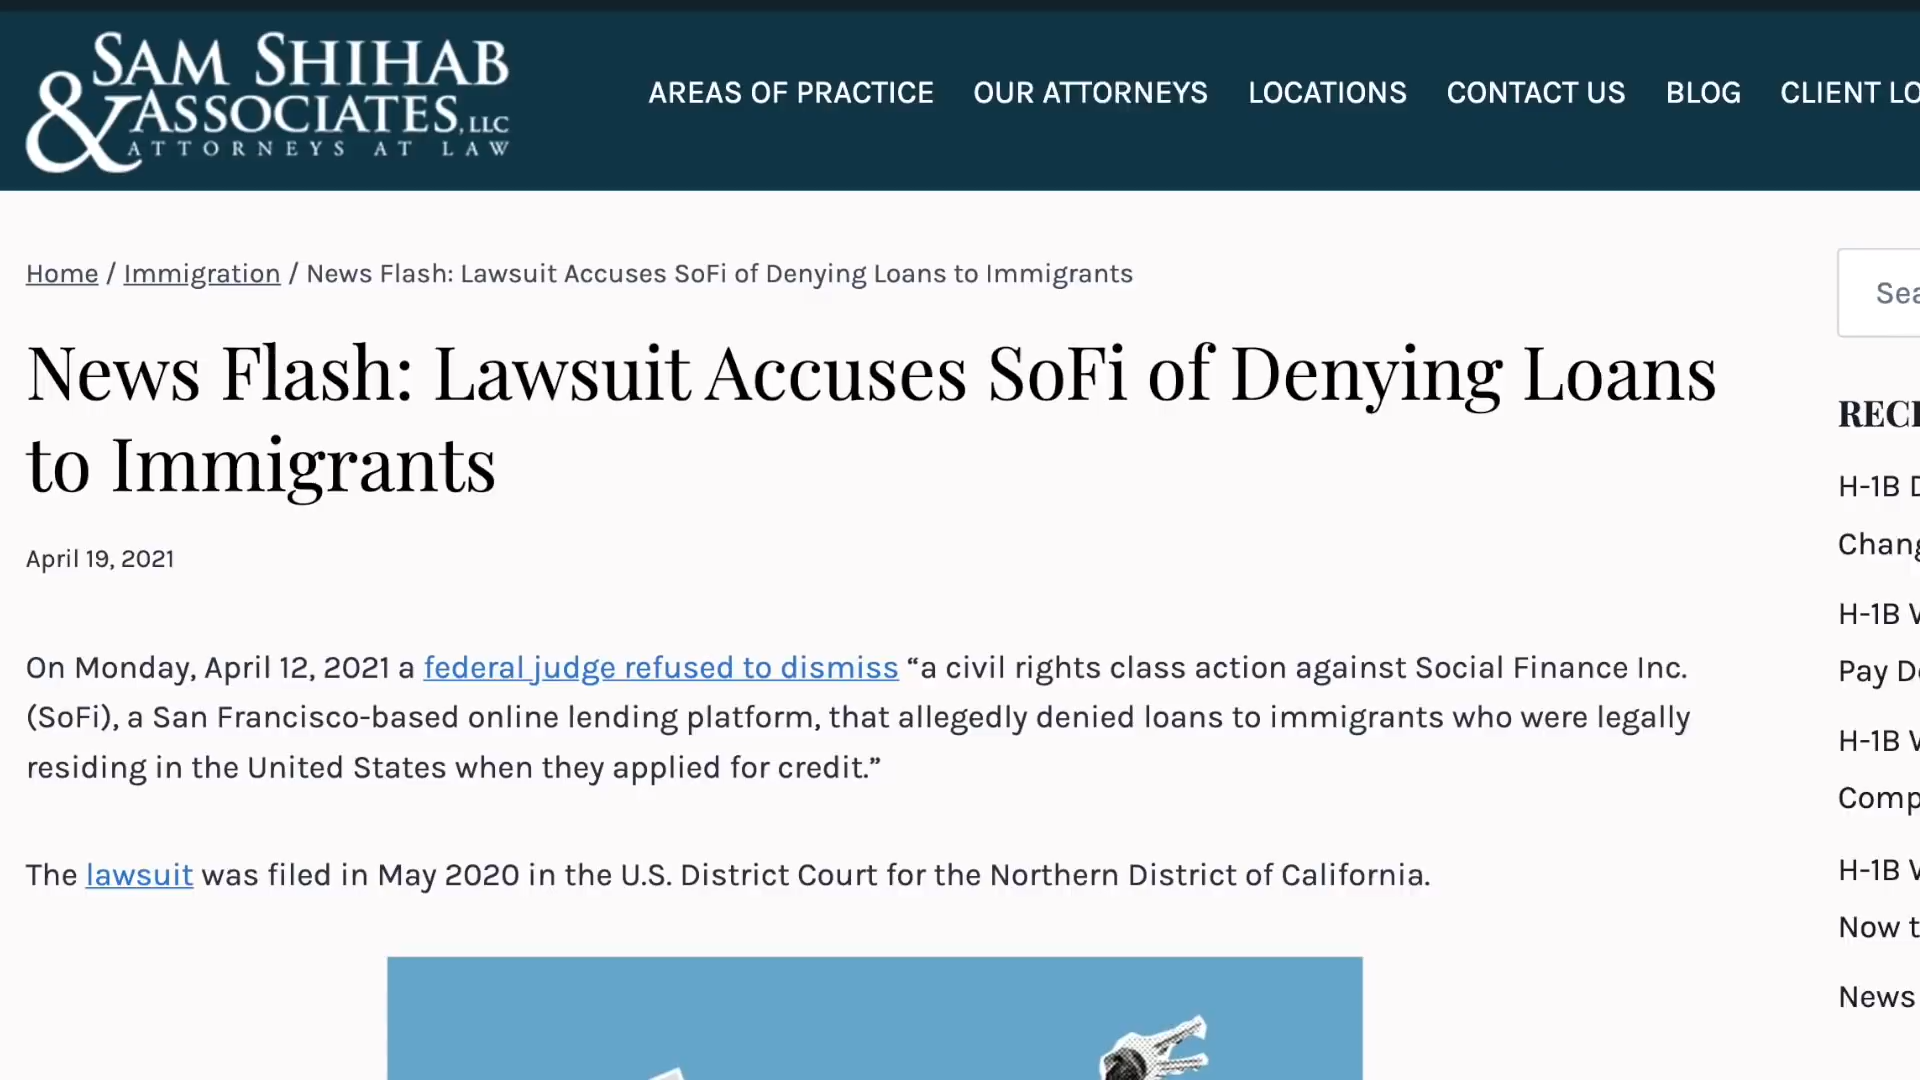 SAM SHIHAB
& ASSOCIATES, LLC
ATTORNEYS AT LAW
AREAS OF PRACTICE OUR ATTORNEYS LOCATIONS CONTACT US BLOG CLIENT
Home / Immigration / News Flash: Lawsuit Accuses SoFi of Denying Loans to Immigrants
News Flash: Lawsuit Accuses SoFi of Denying Loans
to Immigrants
April 19, 2021
On Monday, April 12, 2021 a federal judge refused to dismiss “a civil rights class action against Social Finance Inc.
(SoFi), a San Francisco-based online lending platform, that allegedly denied loans to immigrants who were legally
residing in the United States when they applied for credit.”
The lawsuit was filed in May 2020 in the U.S. District Court for the Northern District of California.
H-1B
H-1B
Pay
H-1B
H-1B
Now
News